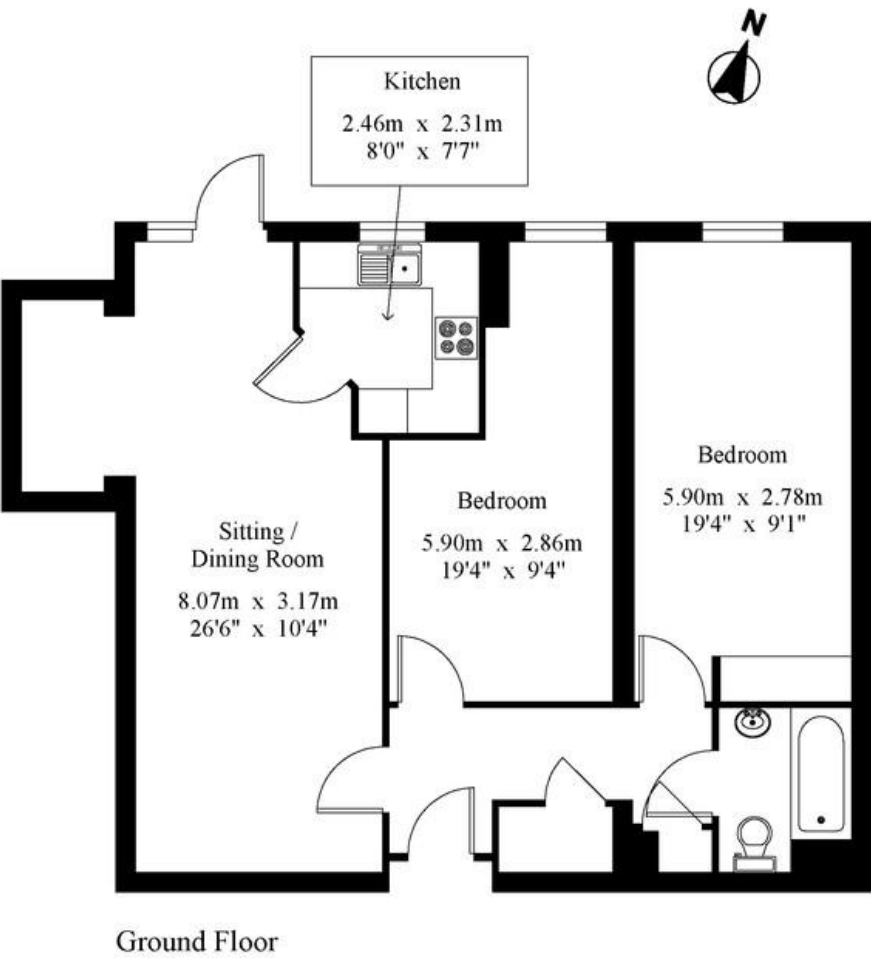 N
Kitchen
2.46m x 2.31m
8'0" x 7'7"
Bedroom
5.90m x 2.78m
19'4" x 9'1"
Bedroom
5.90m x 2.86m
19'4" x 9'4"
Sitting /
Dining Room
8.07m x 3.17m
26'6" x 10'4"
Ground Floor